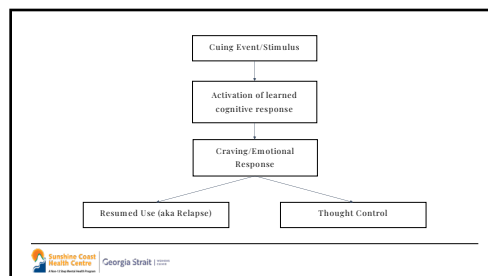 Cuing Event/Stimulus
Activation of learned
cognitive response
Craving/Emotional
Response
Resumed Use (aka Relapse)
Thought Control
Sunshine Coast
Health Centre
Georgia Strait